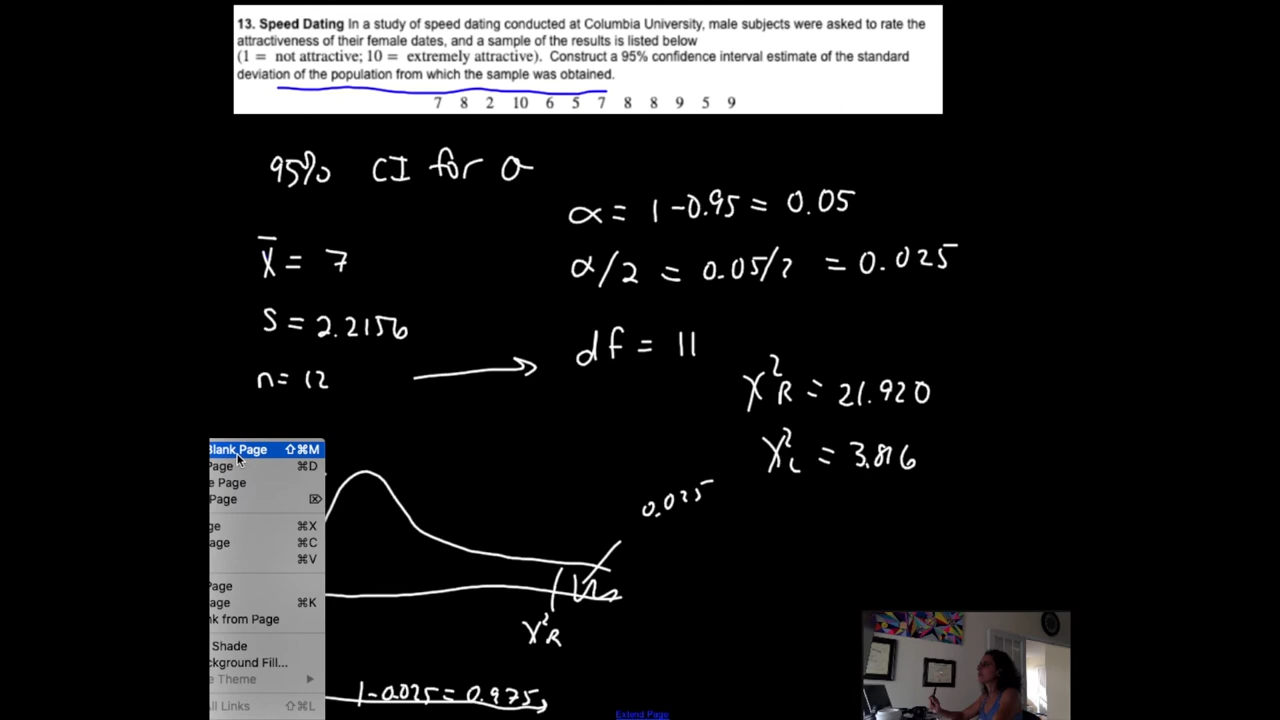 13. Speed Dating In a study of speed dating conducted at Columbia University, male subjects were asked to rate the
attractiveness of their female dates, and a sample of the results is listed below
(1 = not attractive; 10 = extremely attractive). Construct a 95% confidence interval estimate of the standard
deviation of the population from which the sample was obtained.
7 8 2 10 6 5 7 8 8 9 5 9
95% CI for σ
α = 1-0.95 = 0.05
x̄ = 7
α/2 = 0.05/2 = 0.025
S = 2.2156
df = 11
n = 12
χ²R = 21.920
χ²L = 3.816
Blank Page ⇧⌘M
Page ⌘D
e Page
Page ⌦
ge ⌘X
age ⌘C
⌘V
Page
age ⌘K
nk from Page
Shade
ckground Fill...
e Theme ▶
All Links ⇧⌘L
0.025
χ²R
1-0.025 = 0.975
Extend Page